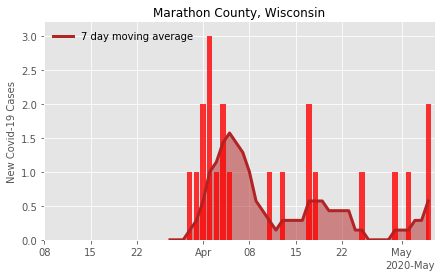 Marathon County, Wisconsin
7 day moving average
New Covid-19 Cases
3.0
2.5
2.0
1.5
1.0
0.5
0.0
08 15 22 Apr 08 15 22 May
2020-May